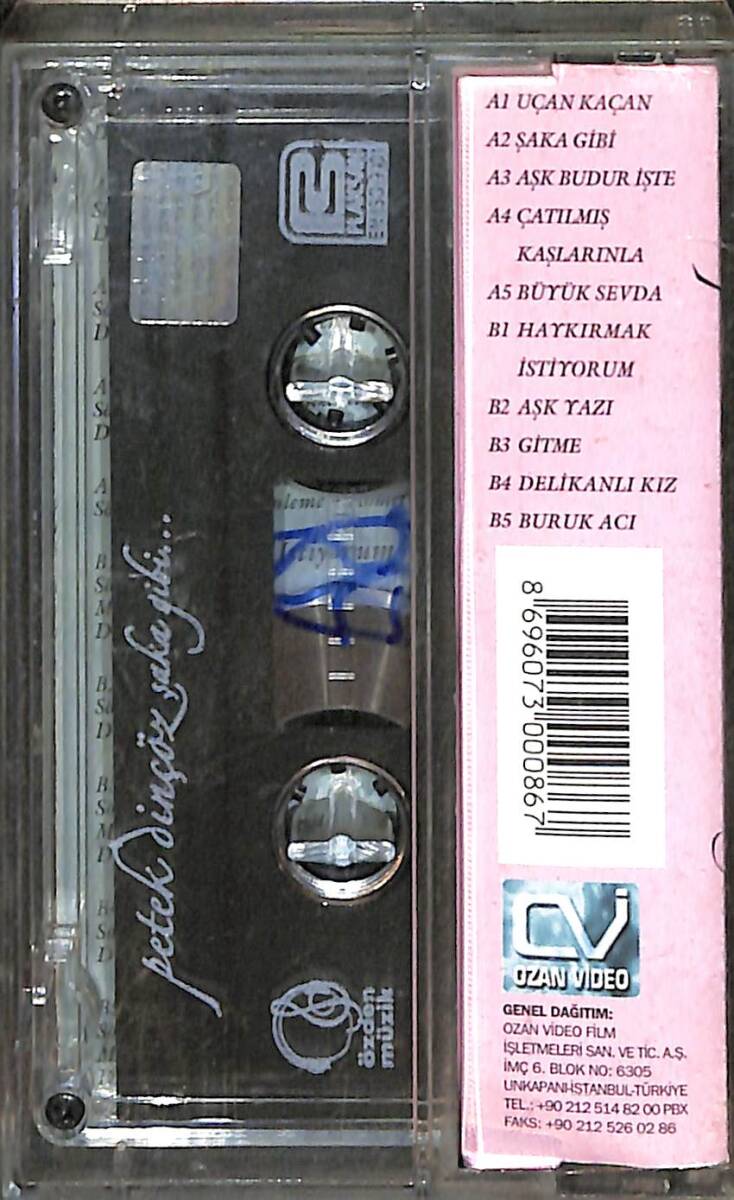 A1 UÇAN KAÇAN
A2 ŞAKA GİBİ
A3 AŞK BUDUR İŞTE
A4 ÇATILMIŞ
KAŞLARINLA
A5 BÜYÜK SEVDA
B1 HAYKIRMAK
İSTİYORUM
B2 AŞK YAZI
B3 GİTME
B4 DELİKANLI KIZ
B5 BURUK ACI
8 696073 000867
CVİ
OZAN VİDEO
GENEL DAĞITIM:
OZAN VİDEO FİLM
İŞLETMELERİ SAN. VE TİC. A.Ş.
İMÇ 6. BLOK NO: 6305
UNKAPANI-İSTANBUL-TÜRKİYE
TEL.: +90 212 514 82 00 PBX
FAKS: +90 212 526 02 86
petek dinçöz şaka gibi...
özden
müzik